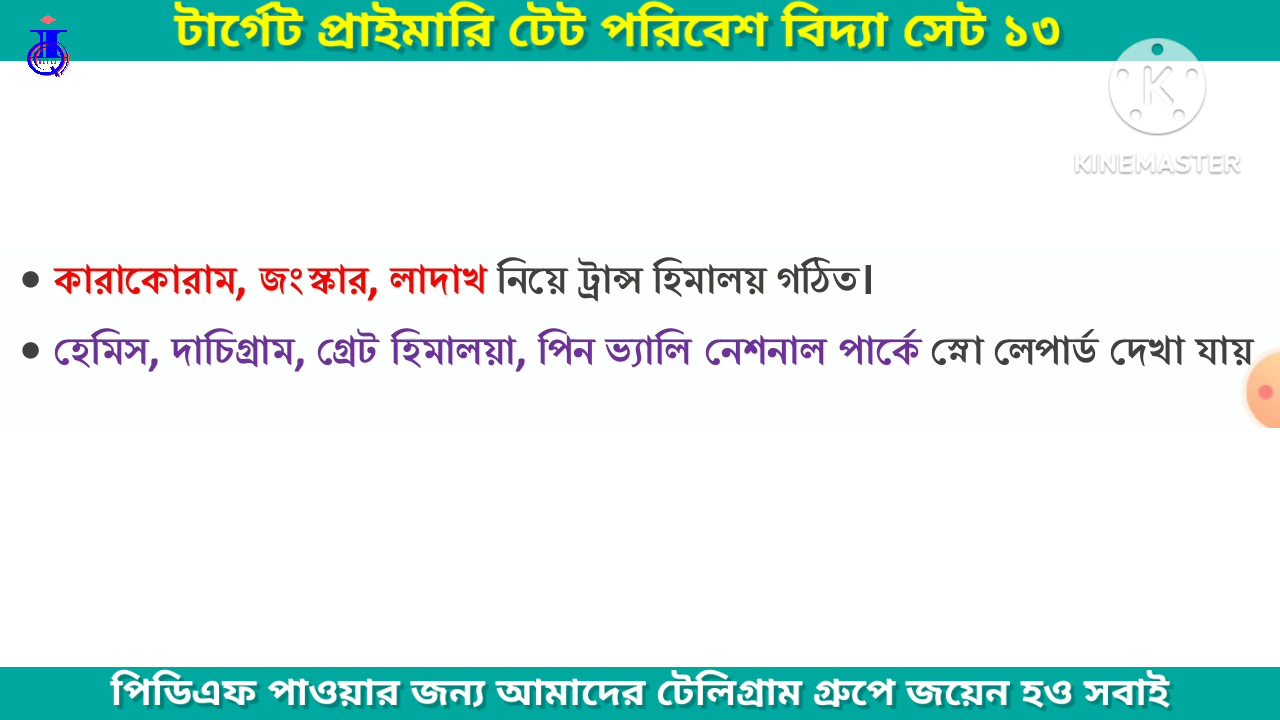 টার্গেট প্রাইমারি টেট পরিবেশ বিদ্যা সেট ১৩
K
KINEMASTER
• কারাকোরাম, জংস্কার, লাদাখ নিয়ে ট্রান্স হিমালয় গঠিত।
• হেমিস, দাচিগ্রাম, গ্রেট হিমালয়া, পিন ভ্যালি নেশনাল পার্কে স্নো লেপার্ড দেখা যায়
পিডিএফ পাওয়ার জন্য আমাদের টেলিগ্রাম গ্রুপে জয়েন হও সবাই